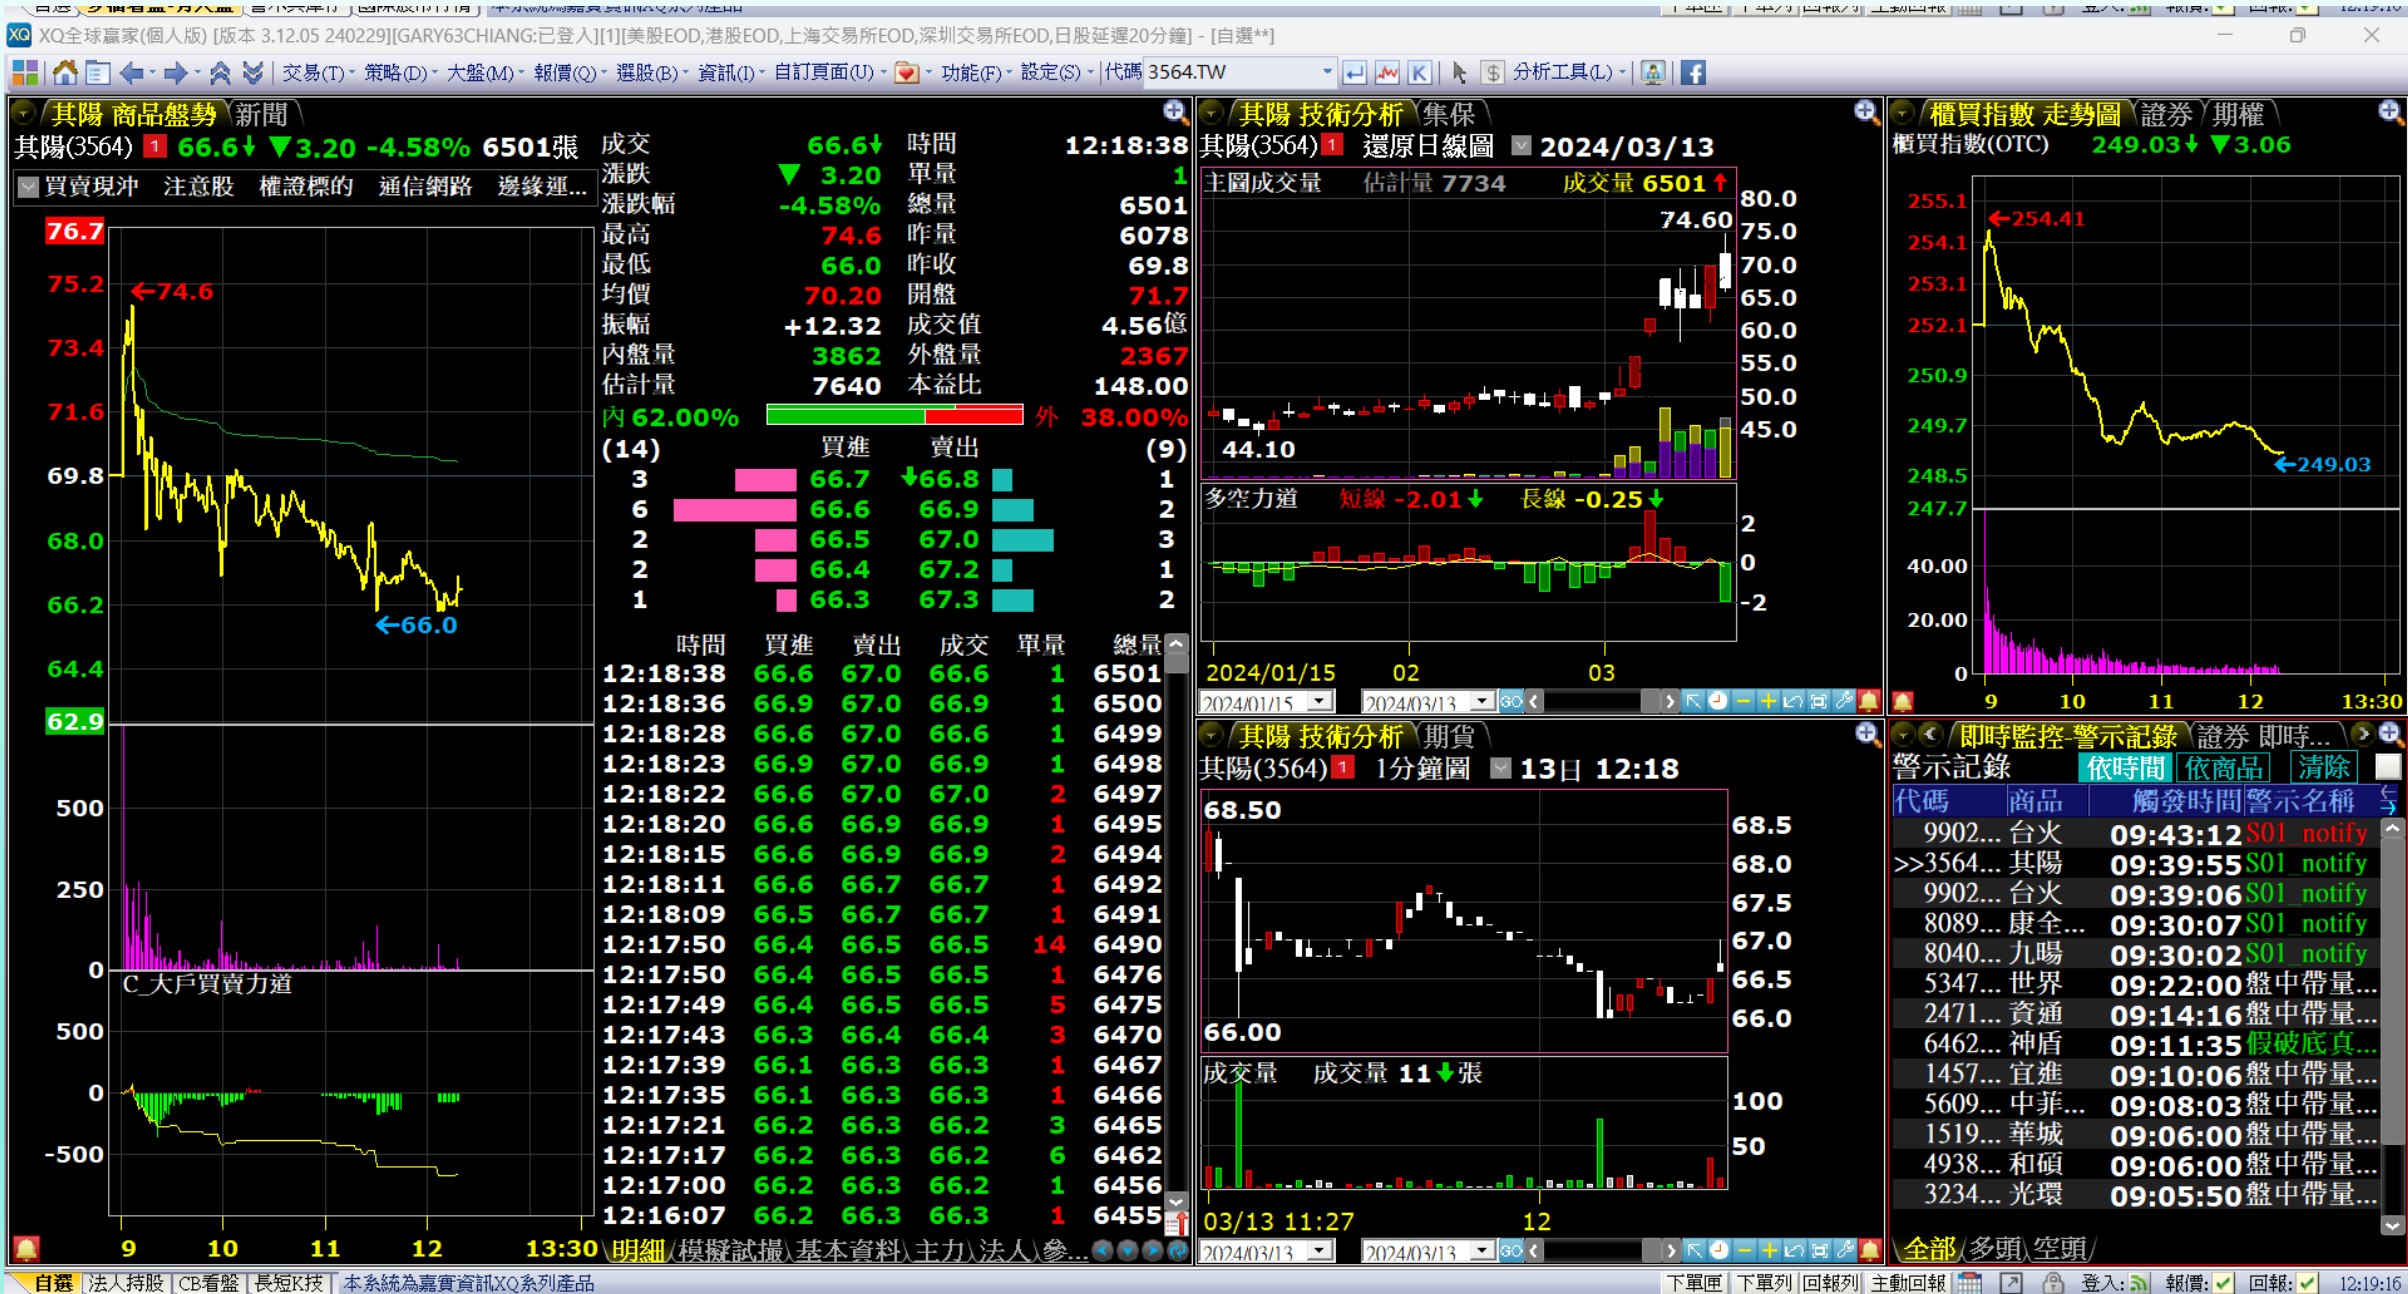 XQ全球贏家(個人版) [版本 3.12.05 240229][GARY63CHIANG:已登入][1][美股EOD,港股EOD,上海交易所EOD,深圳交易所EOD,日股延遲20分鐘] - [自選**]
交易(T) 策略(D) 大盤(M) 報價(Q) 選股(B) 資訊(I) 自訂頁面(U) 功能(F) 設定(S) 代碼 3564.TW K $ 分析工具(L)
其陽 商品盤勢 新聞
其陽(3564) 1 66.6↓ ▼3.20 -4.58% 6501張
買賣現沖 注意股 權證標的 通信網路 邊緣運...
76.7
75.2
←74.6
73.4
71.6
69.8
68.0
66.2
←66.0
64.4
62.9
500
250
0
C_大戶買賣力道
500
0
-500
9 10 11 12 13:30
成交 66.6↓ 時間 12:18:38
漲跌 ▼ 3.20 單量 1
漲跌幅 -4.58% 總量 6501
最高 74.6 昨量 6078
最低 66.0 昨收 69.8
均價 70.20 開盤 71.7
振幅 +12.32 成交值 4.56億
內盤量 3862 外盤量 2367
估計量 7640 本益比 148.00
內 62.00% 外 38.00%
(14) 買進 賣出 (9)
3 66.7 ↓66.8 1
6 66.6 66.9 2
2 66.5 67.0 3
2 66.4 67.2 1
1 66.3 67.3 2
時間 買進 賣出 成交 單量 總量
12:18:38 66.6 67.0 66.6 1 6501
12:18:36 66.9 67.0 66.9 1 6500
12:18:28 66.6 67.0 66.6 1 6499
12:18:23 66.9 67.0 66.9 1 6498
12:18:22 66.6 67.0 67.0 2 6497
12:18:20 66.6 66.9 66.9 1 6495
12:18:15 66.6 66.9 66.9 2 6494
12:18:11 66.6 66.7 66.7 1 6492
12:18:09 66.5 66.7 66.7 1 6491
12:17:50 66.4 66.5 66.5 14 6490
12:17:50 66.4 66.5 66.5 1 6476
12:17:49 66.4 66.5 66.5 5 6475
12:17:43 66.3 66.4 66.4 3 6470
12:17:39 66.1 66.3 66.3 1 6467
12:17:35 66.1 66.3 66.3 1 6466
12:17:21 66.2 66.3 66.2 3 6465
12:17:17 66.2 66.3 66.2 6 6462
12:17:00 66.2 66.3 66.2 1 6456
12:16:07 66.2 66.3 66.3 1 6455
明細 模擬試撮 基本資料 主力 法人 參...
其陽 技術分析 集保
其陽(3564) 1 還原日線圖 2024/03/13
主圖成交量 估計量 7734 成交量 6501↑
80.0
74.60 75.0
70.0
65.0
60.0
55.0
50.0
45.0
44.10
多空力道 短線 -2.01↓ 長線 -0.25↓
2
0
-2
2024/01/15 02 03
2024/01/15 2024/03/13 GO
其陽 技術分析 期貨
其陽(3564) 1 1分鐘圖 13日 12:18
68.50
68.5
68.0
67.5
67.0
66.5
66.0
66.00
成交量 成交量 11↓張
100
50
03/13 11:27 12
2024/03/13 2024/03/13 GO
櫃買指數 走勢圖 證券 期權
櫃買指數(OTC) 249.03↓ ▼3.06
255.1
←254.41
254.1
253.1
252.1
250.9
249.7
←249.03
248.5
247.7
40.00
20.00
0
9 10 11 12 13:30
即時監控-警示記錄 證券 即時...
警示記錄 依時間 依商品 清除
代碼 商品 觸發時間 警示名稱
9902... 台火 09:43:12 S01_notify
>>3564... 其陽 09:39:55 S01_notify
9902... 台火 09:39:06 S01_notify
8089... 康全... 09:30:07 S01_notify
8040... 九暘 09:30:02 S01_notify
5347... 世界 09:22:00 盤中帶量...
2471... 資通 09:14:16 盤中帶量...
6462... 神盾 09:11:35 假破底真...
1457... 宜進 09:10:06 盤中帶量...
5609... 中菲... 09:08:03 盤中帶量...
1519... 華城 09:06:00 盤中帶量...
4938... 和碩 09:06:00 盤中帶量...
3234... 光環 09:05:50 盤中帶量...
全部 多頭 空頭
自選 法人持股 CB看盤 長短K技 本系統為嘉實資訊XQ系列產品 下單匣 下單列 回報列 主動回報 登入: 報價: 回報: 12:19:16